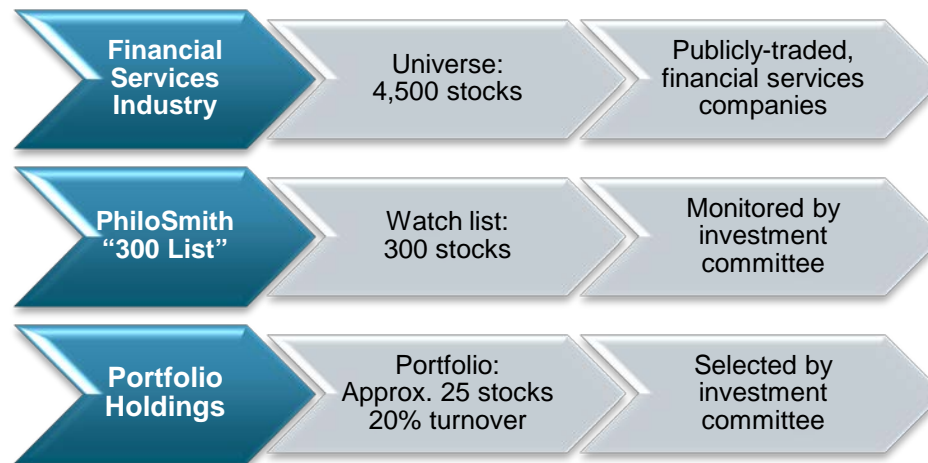 Financial
Services
Industry
Universe:
4,500 stocks
Publicly-traded,
financial services
companies
PhiloSmith
“300 List”
Watch list:
300 stocks
Monitored by
investment
committee
Portfolio
Holdings
Portfolio:
Approx. 25 stocks
20% turnover
Selected by
investment
committee